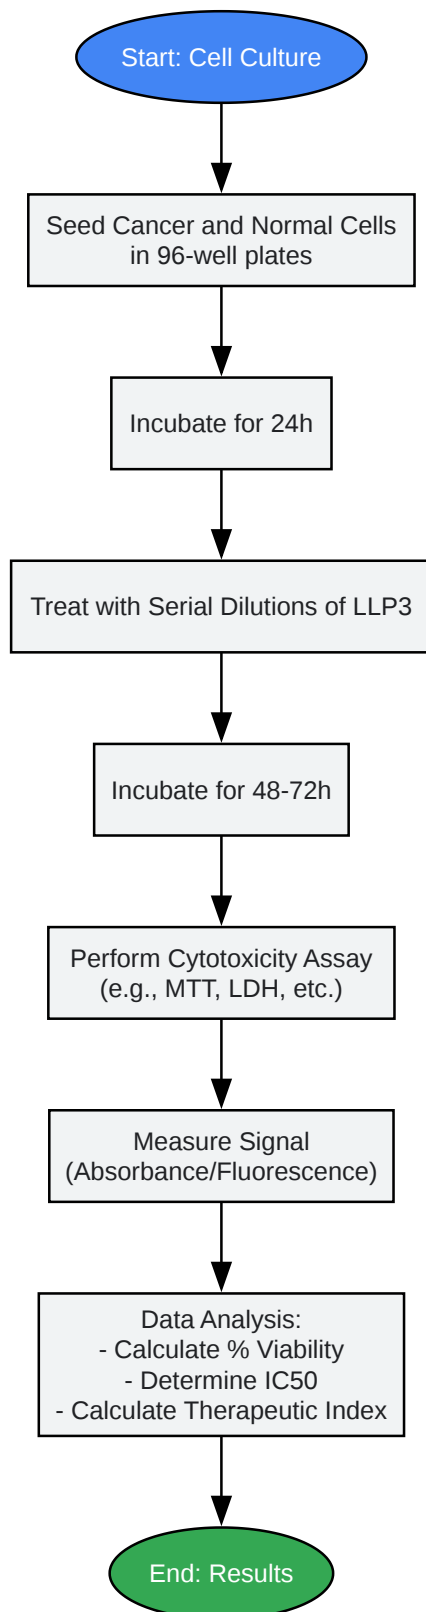 Start: Cell Culture
Seed Cancer and Normal Cells
in 96-well plates
Incubate for 24h
Treat with Serial Dilutions of LLP3
Incubate for 48-72h
Perform Cytotoxicity Assay
(e.g., MTT, LDH, etc.)
Measure Signal
(Absorbance/Fluorescence)
Data Analysis:
- Calculate % Viability
- Determine IC50
- Calculate Therapeutic Index
End: Results